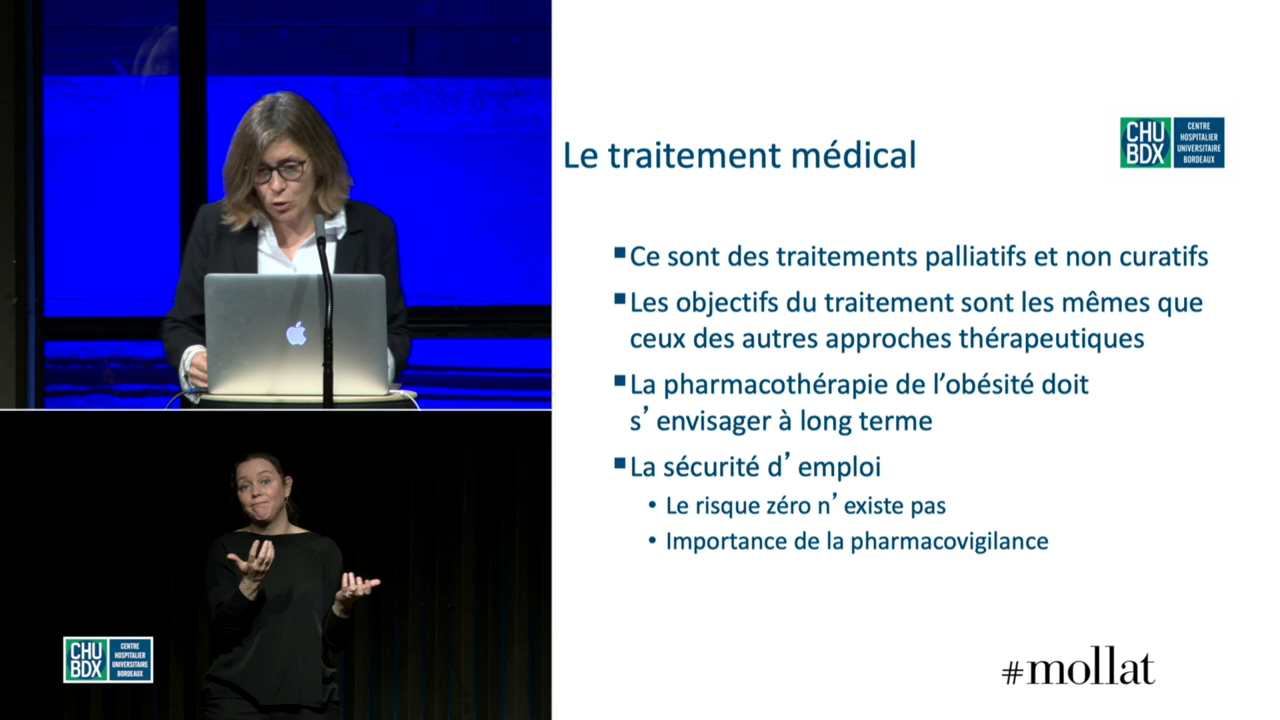 Le traitement médical
CHU
BDX
CENTRE
HOSPITALIER
UNIVERSITAIRE
BORDEAUX
▪Ce sont des traitements palliatifs et non curatifs
▪Les objectifs du traitement sont les mêmes que
ceux des autres approches thérapeutiques
▪La pharmacothérapie de l’obésité doit
s’ envisager à long terme
▪La sécurité d’ emploi
• Le risque zéro n’ existe pas
• Importance de la pharmacovigilance
CHU
BDX
CENTRE
HOSPITALIER
UNIVERSITAIRE
BORDEAUX
#mollat